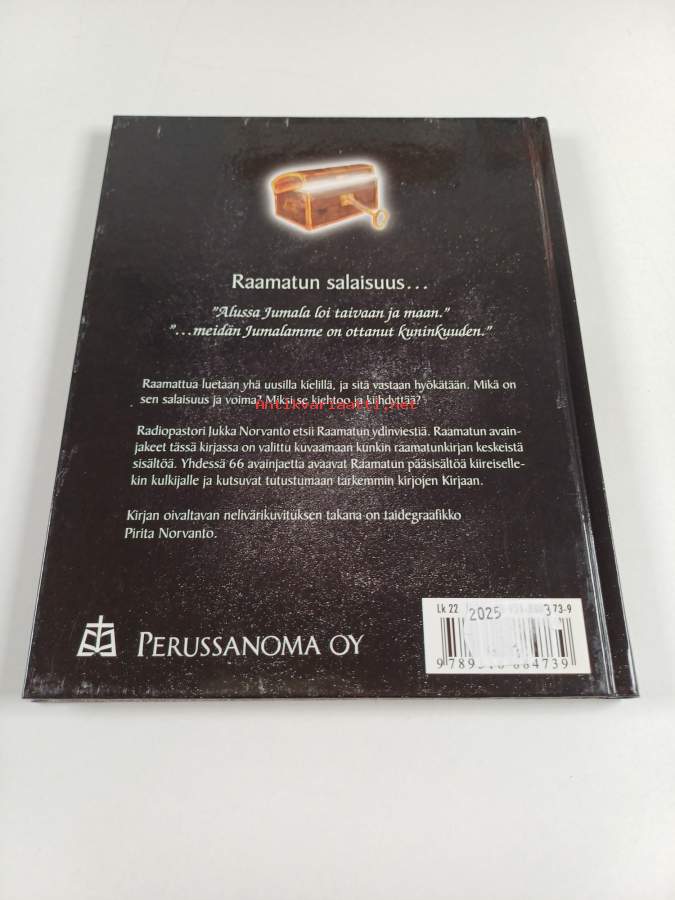 Raamatun salaisuus...
"Alussa Jumala loi taivaan ja maan."
"...meidän Jumalamme on ottanut kuninkuuden."
Raamattua luetaan yhä uusilla kielillä, ja sitä vastaan hyökätään. Mikä on
sen salaisuus ja voima? Miksi se kiehtoo ja kiihdyttää?
Antikvariaatti.net
Radiopastori Jukka Norvanto etsii Raamatun ydinviestiä. Raamatun avain-
jakeet tässä kirjassa on valittu kuvaamaan kunkin raamatunkirjan keskeistä
sisältöä. Yhdessä 66 avainjaetta avaavat Raamatun pääsisältöä kiireiselle-
kin kulkijalle ja kutsuvat tutustumaan tarkemmin kirjojen Kirjaan.
Kirjan oivaltavan nelivärikuvituksen takana on taidegraafikko
Pirita Norvanto.
Lk 22 2025 373-9
PERUSSANOMA OY